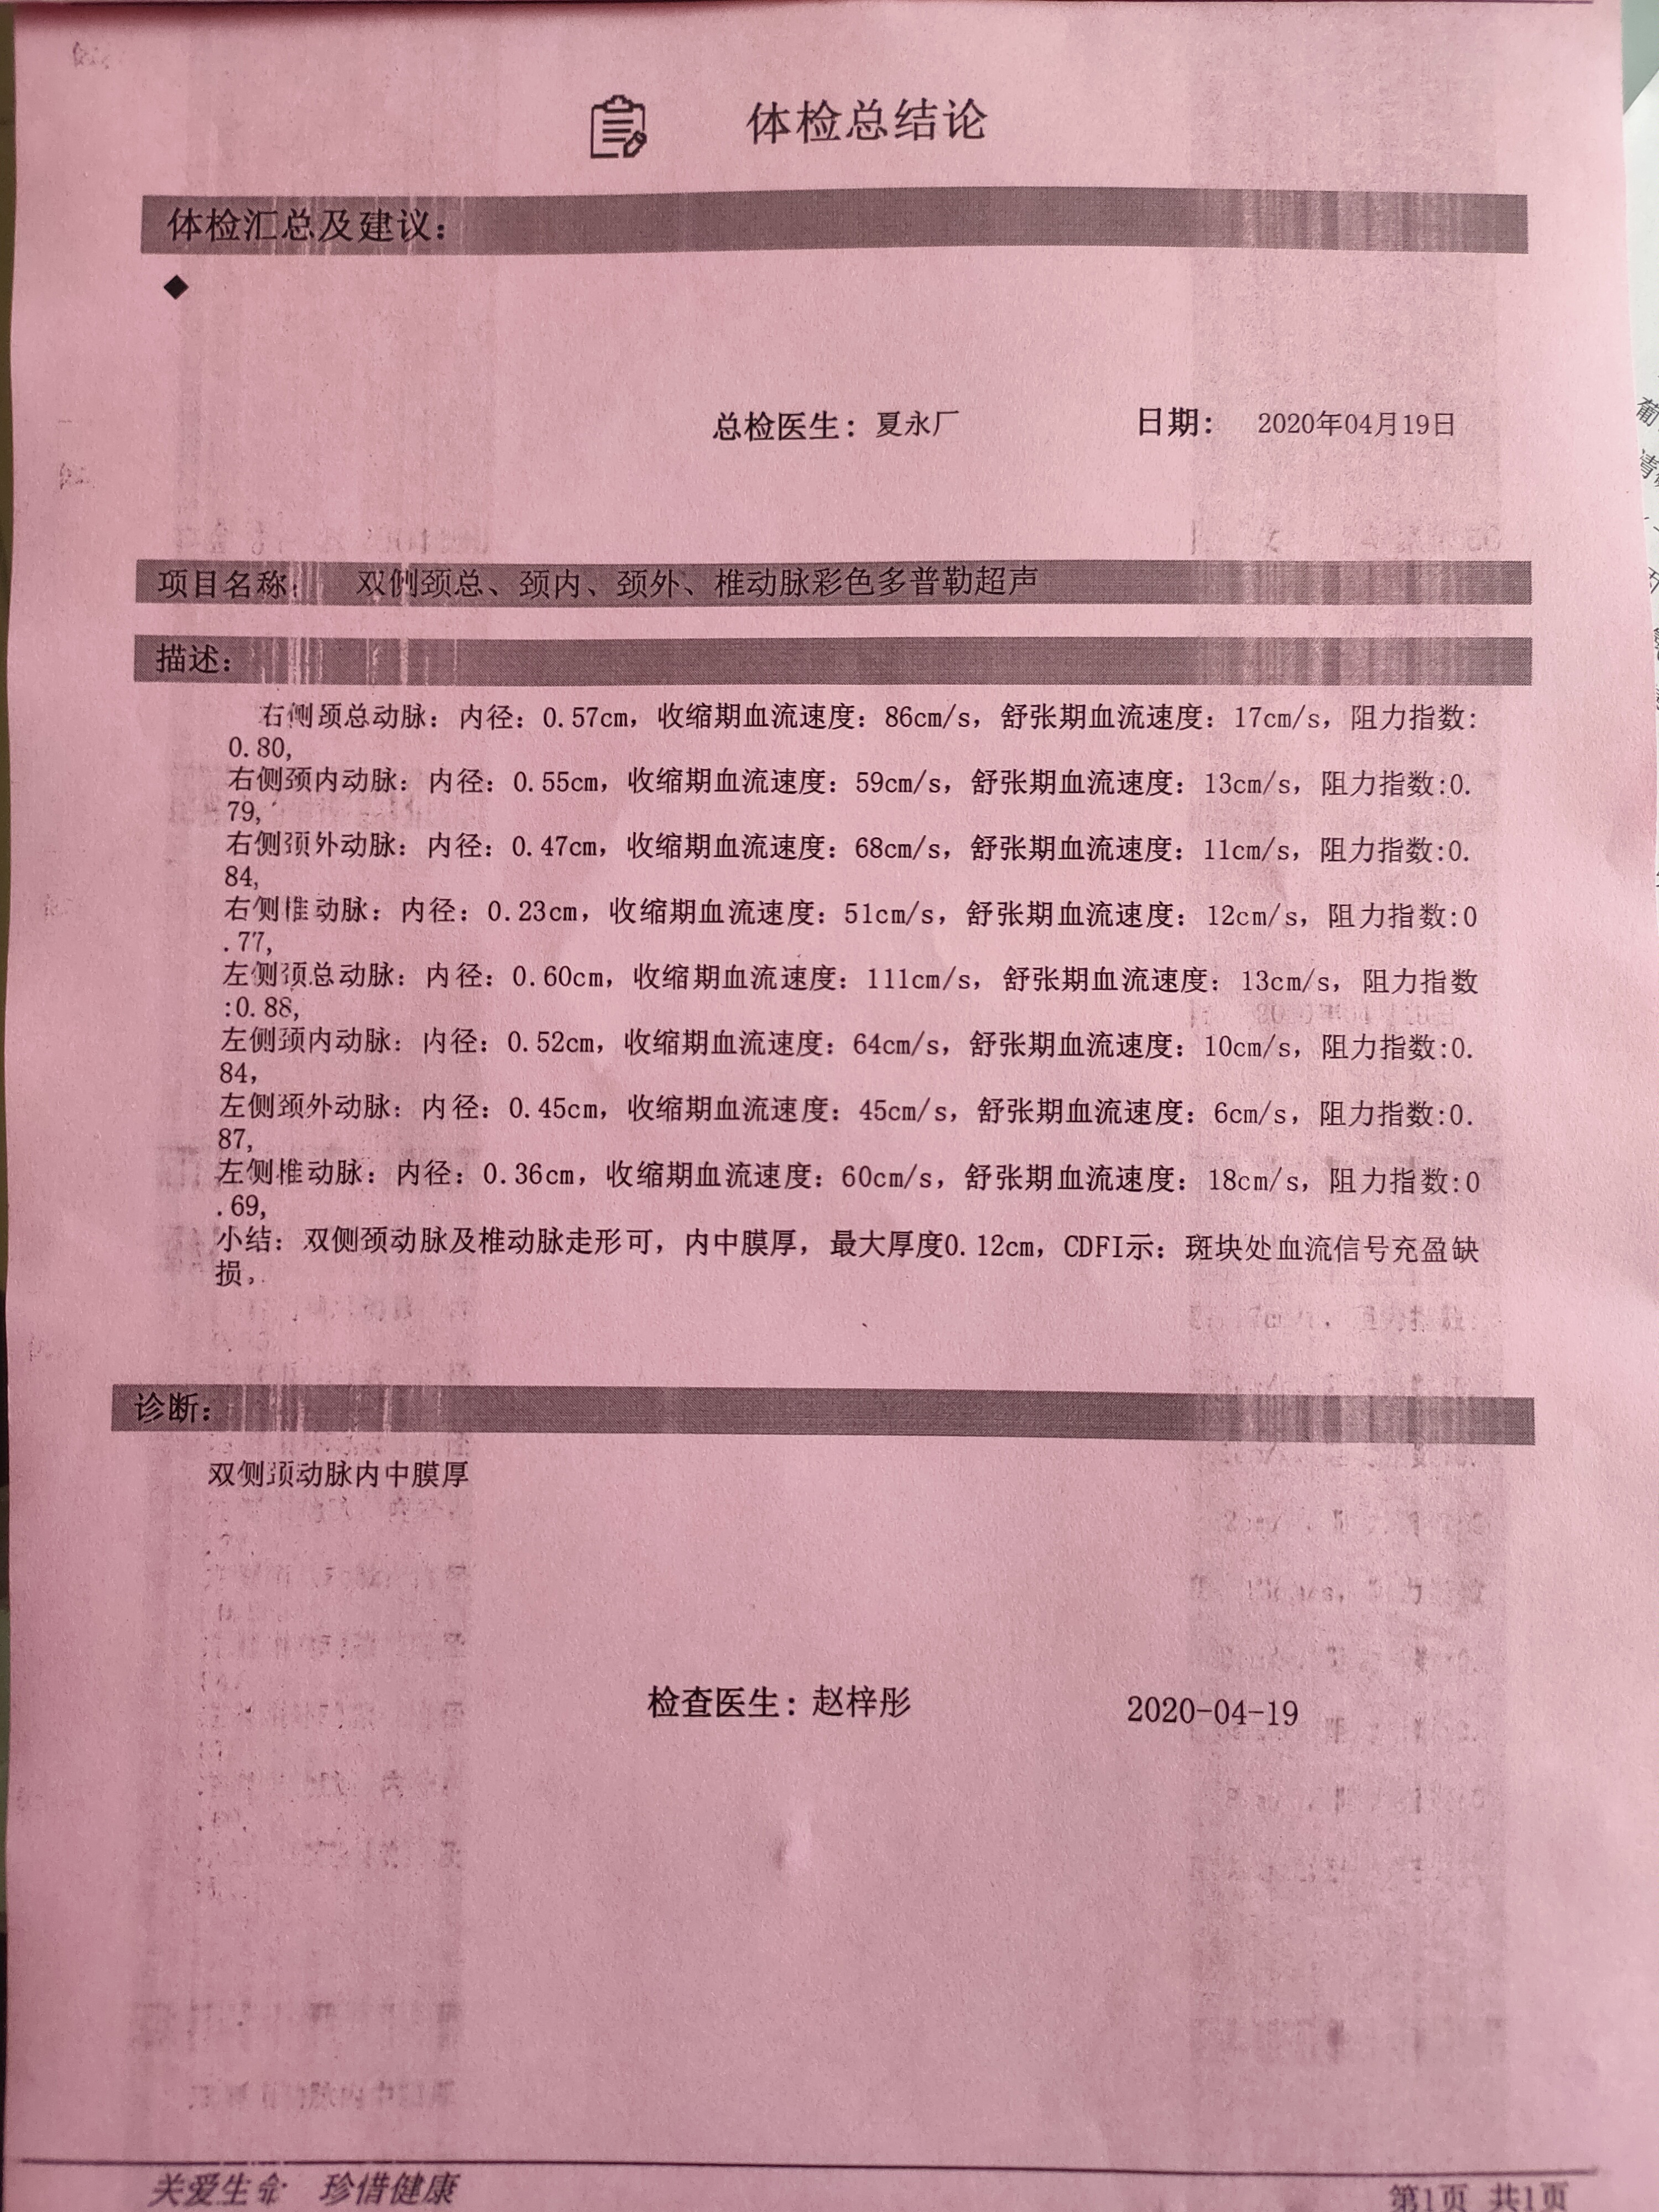 体检总结论
体检汇总及建议：
◆
总检医生：夏永厂 日期： 2020年04月19日
项目名称： 双侧颈总、颈内、颈外、椎动脉彩色多普勒超声
描述：
右侧颈总动脉：内径：0.57cm，收缩期血流速度：86cm/s，舒张期血流速度：17cm/s，阻力指数:
0.80,
右侧颈内动脉：内径：0.55cm，收缩期血流速度：59cm/s，舒张期血流速度：13cm/s，阻力指数:0.
79,
右侧颈外动脉：内径：0.47cm，收缩期血流速度：68cm/s，舒张期血流速度：11cm/s，阻力指数:0.
84,
右侧椎动脉：内径：0.23cm，收缩期血流速度：51cm/s，舒张期血流速度：12cm/s，阻力指数:0
.77,
左侧颈总动脉：内径：0.60cm，收缩期血流速度：111cm/s，舒张期血流速度：13cm/s，阻力指数
:0.88,
左侧颈内动脉：内径：0.52cm，收缩期血流速度：64cm/s，舒张期血流速度：10cm/s，阻力指数:0.
84,
左侧颈外动脉：内径：0.45cm，收缩期血流速度：45cm/s，舒张期血流速度：6cm/s，阻力指数:0.
87,
左侧椎动脉：内径：0.36cm，收缩期血流速度：60cm/s，舒张期血流速度：18cm/s，阻力指数:0
.69,
小结：双侧颈动脉及椎动脉走形可，内中膜厚，最大厚度0.12cm，CDFI示：斑块处血流信号充盈缺
损。
诊断：
双侧颈动脉内中膜厚
检查医生：赵梓彤 2020-04-19
关爱生命 珍惜健康
第1页 共1页